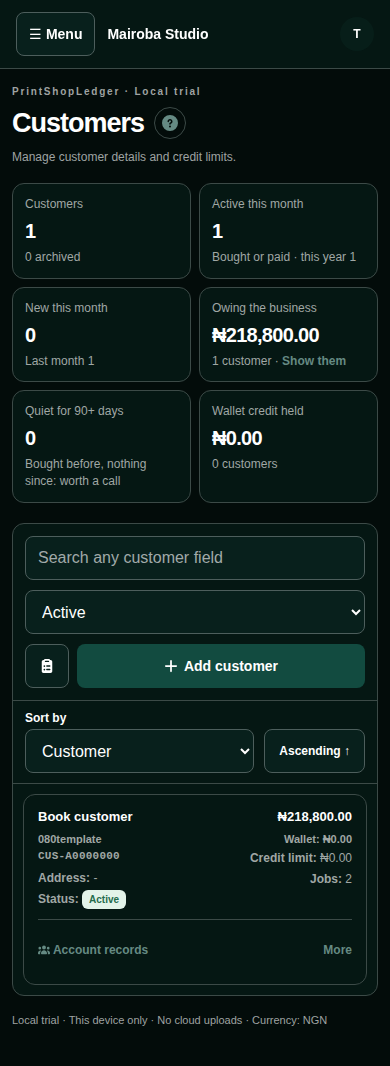 ☰ Menu
Mairoba Studio
T
PrintShopLedger · Local trial
Customers
?
Manage customer details and credit limits.
Customers
1
0 archived
Active this month
1
Bought or paid · this year 1
New this month
0
Last month 1
Owing the business
₦218,800.00
1 customer · Show them
Quiet for 90+ days
0
Bought before, nothing
since: worth a call
Wallet credit held
₦0.00
0 customers
Search any customer field
Active
+ Add customer
Sort by
Customer
Ascending ↑
Book customer
₦218,800.00
080template
Wallet: ₦0.00
CUS-A0000000
Credit limit: ₦0.00
Address: -
Jobs: 2
Status: Active
Account records
More
Local trial · This device only · No cloud uploads · Currency: NGN